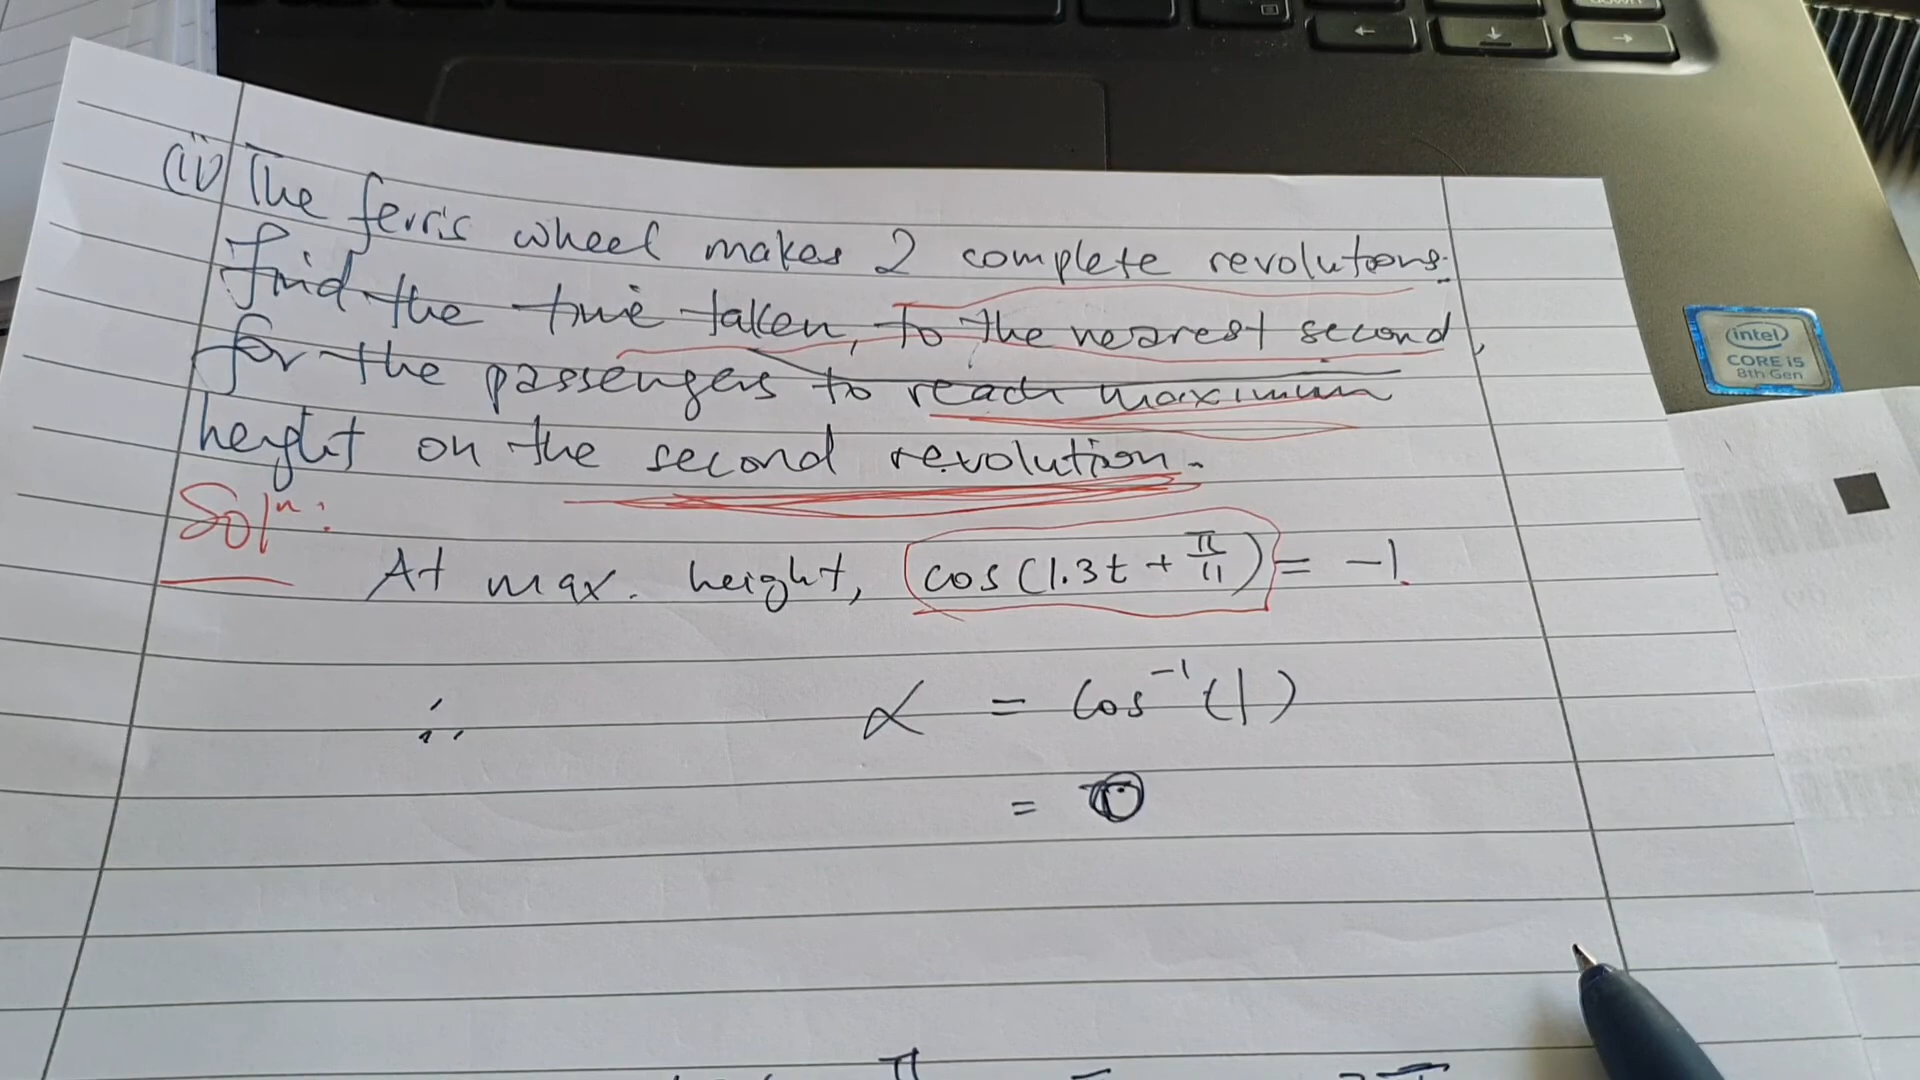 (ii) The ferris wheel makes 2 complete revolutions.
find the time taken, to the nearest second,
for the passengers to reach maximum
height on the second revolution.
Solⁿ:
At max. height, cos(1.3t + π/11) = -1.
∴ α = cos⁻¹(1)
= 0
intel
CORE i5
8th Gen